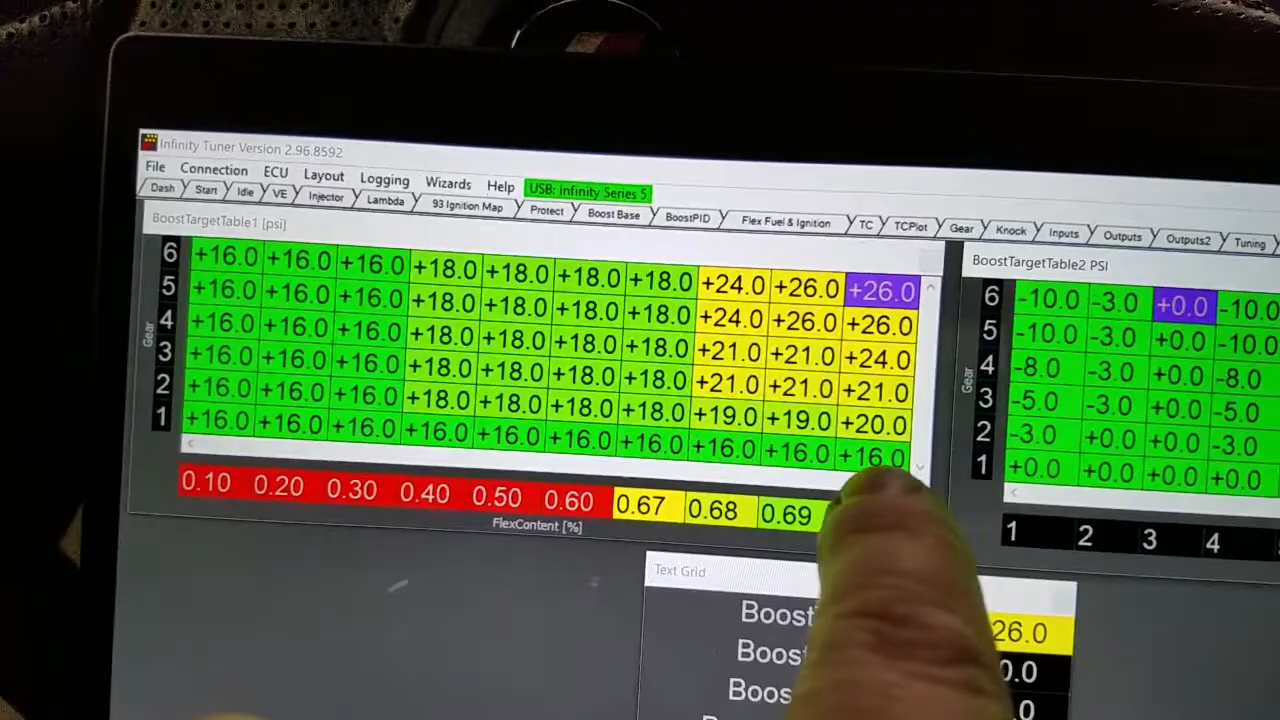 Infinity Tuner Version 2.96.8592
File Connection ECU Layout Logging Wizards Help USB: Infinity Series 5
Dash Start Idle VE Injector Lambda 93 Ignition Map Protect Boost Base BoostPID Flex Fuel & Ignition TC TCPlot Gear Knock Inputs Outputs Outputs2 Tuning
BoostTargetTable1 [psi]
6 +16.0 +16.0 +16.0 +18.0 +18.0 +18.0 +18.0 +24.0 +26.0 +26.0
5 +16.0 +16.0 +16.0 +18.0 +18.0 +18.0 +18.0 +24.0 +26.0 +26.0
4 +16.0 +16.0 +16.0 +18.0 +18.0 +18.0 +18.0 +21.0 +21.0 +24.0
3 +16.0 +16.0 +16.0 +18.0 +18.0 +18.0 +18.0 +21.0 +21.0 +21.0
2 +16.0 +16.0 +16.0 +18.0 +18.0 +18.0 +18.0 +19.0 +19.0 +20.0
1 +16.0 +16.0 +16.0 +16.0 +16.0 +16.0 +16.0 +16.0 +16.0 +16.0
Gear
0.10 0.20 0.30 0.40 0.50 0.60 0.67 0.68 0.69
FlexContent [%]
BoostTargetTable2 PSI
6 -10.0 -3.0 +0.0 -10.0
5 -10.0 -3.0 +0.0 -10.0
4 -8.0 -3.0 +0.0 -8.0
3 -5.0 -3.0 +0.0 -5.0
2 -3.0 +0.0 +0.0 -3.0
1 +0.0 +0.0 +0.0 +0.0
Gear
1 2 3 4
Text Grid
Boost 26.0
Boos 0.0
Boos .0